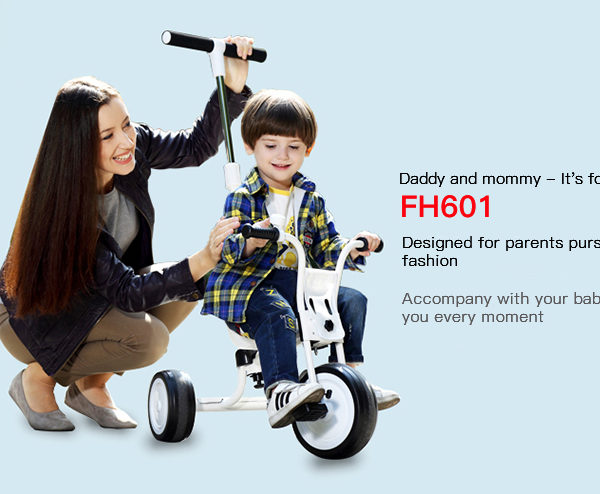 Daddy and mommy – It's fo
FH601
Designed for parents purs
fashion
Accompany with your bab
you every moment